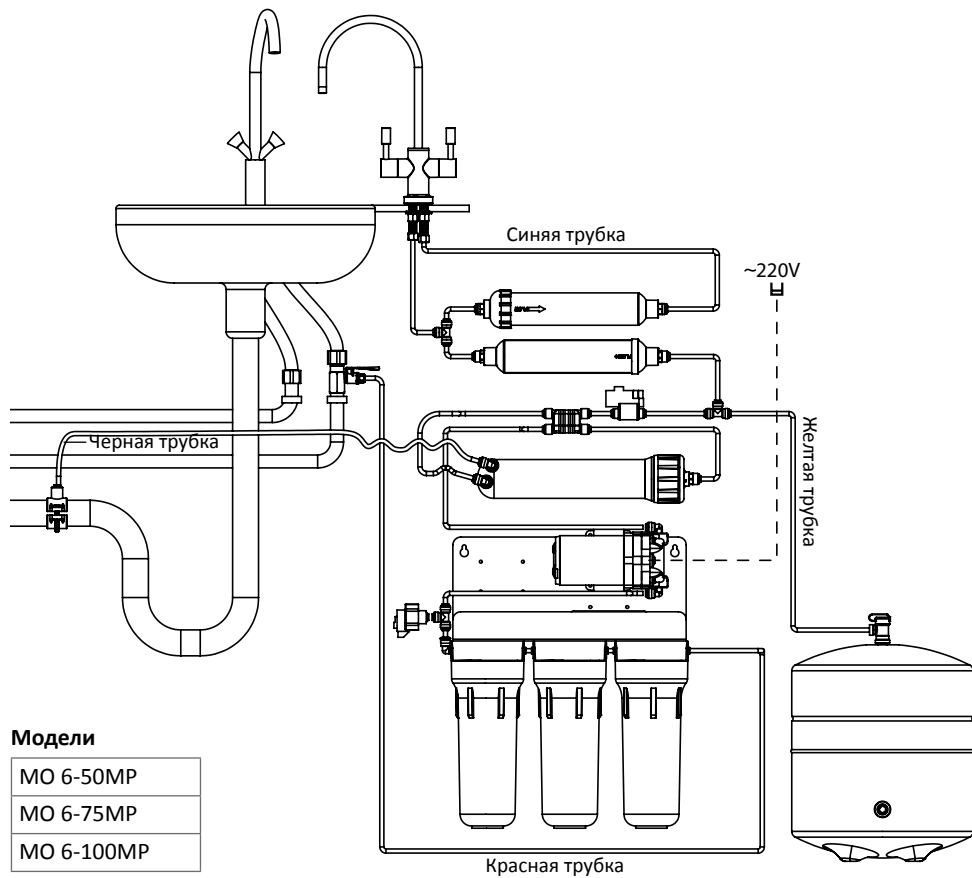 Синяя трубка
~220V
Черная трубка
Желтая трубка
Модели
МО 6-50МР
МО 6-75МР
МО 6-100МР
Красная трубка